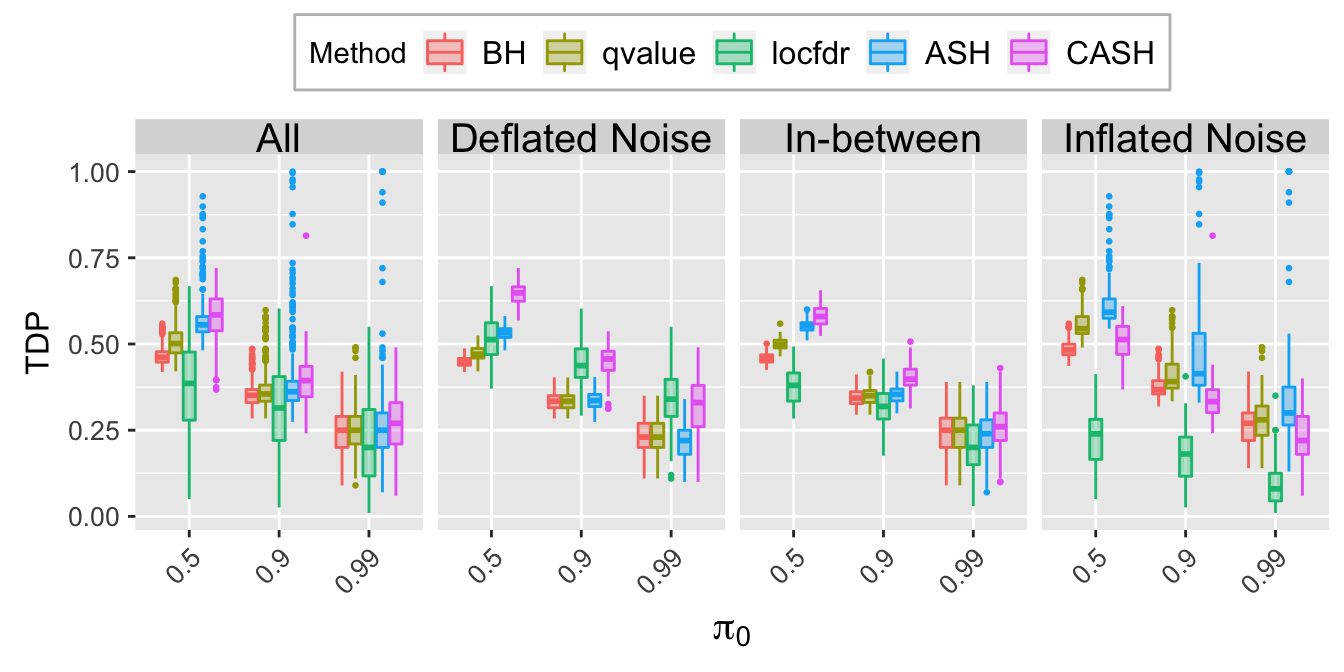 Method BH qvalue locfdr ASH CASH
All Deflated Noise In-between Inflated Noise
1.00
0.75
0.50
0.25
0.00
TDP
0.5 0.9 0.99 0.5 0.9 0.99 0.5 0.9 0.99 0.5 0.9 0.99
π₀